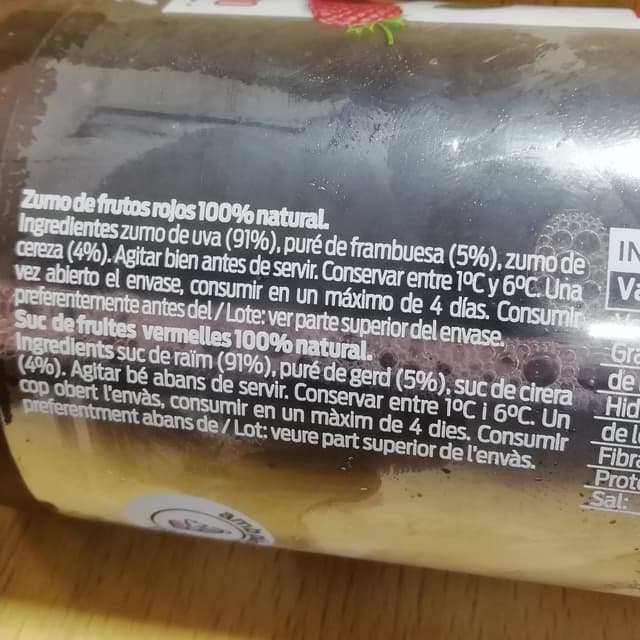 Zumo de frutos rojos 100% natural.
Ingredientes zumo de uva (91%), puré de frambuesa (5%), zumo de
cereza (4%). Agitar bien antes de servir. Conservar entre 1ºC y 6ºC. Una
vez abierto el envase, consumir en un máximo de 4 días. Consumir
preferentemente antes del / Lote: ver parte superior del envase.
Suc de fruites vermelles 100% natural.
Ingredients suc de raïm (91%), puré de gerd (5%), suc de cirera
(4%). Agitar bé abans de servir. Conservar entre 1ºC i 6ºC. Un
cop obert l'envàs, consumir en un màxim de 4 dies. Consumir
preferentment abans de / Lot: veure part superior de l'envàs.
IN
Va
Gra
de
Hid
de l
Fibra
Prote
Sal: